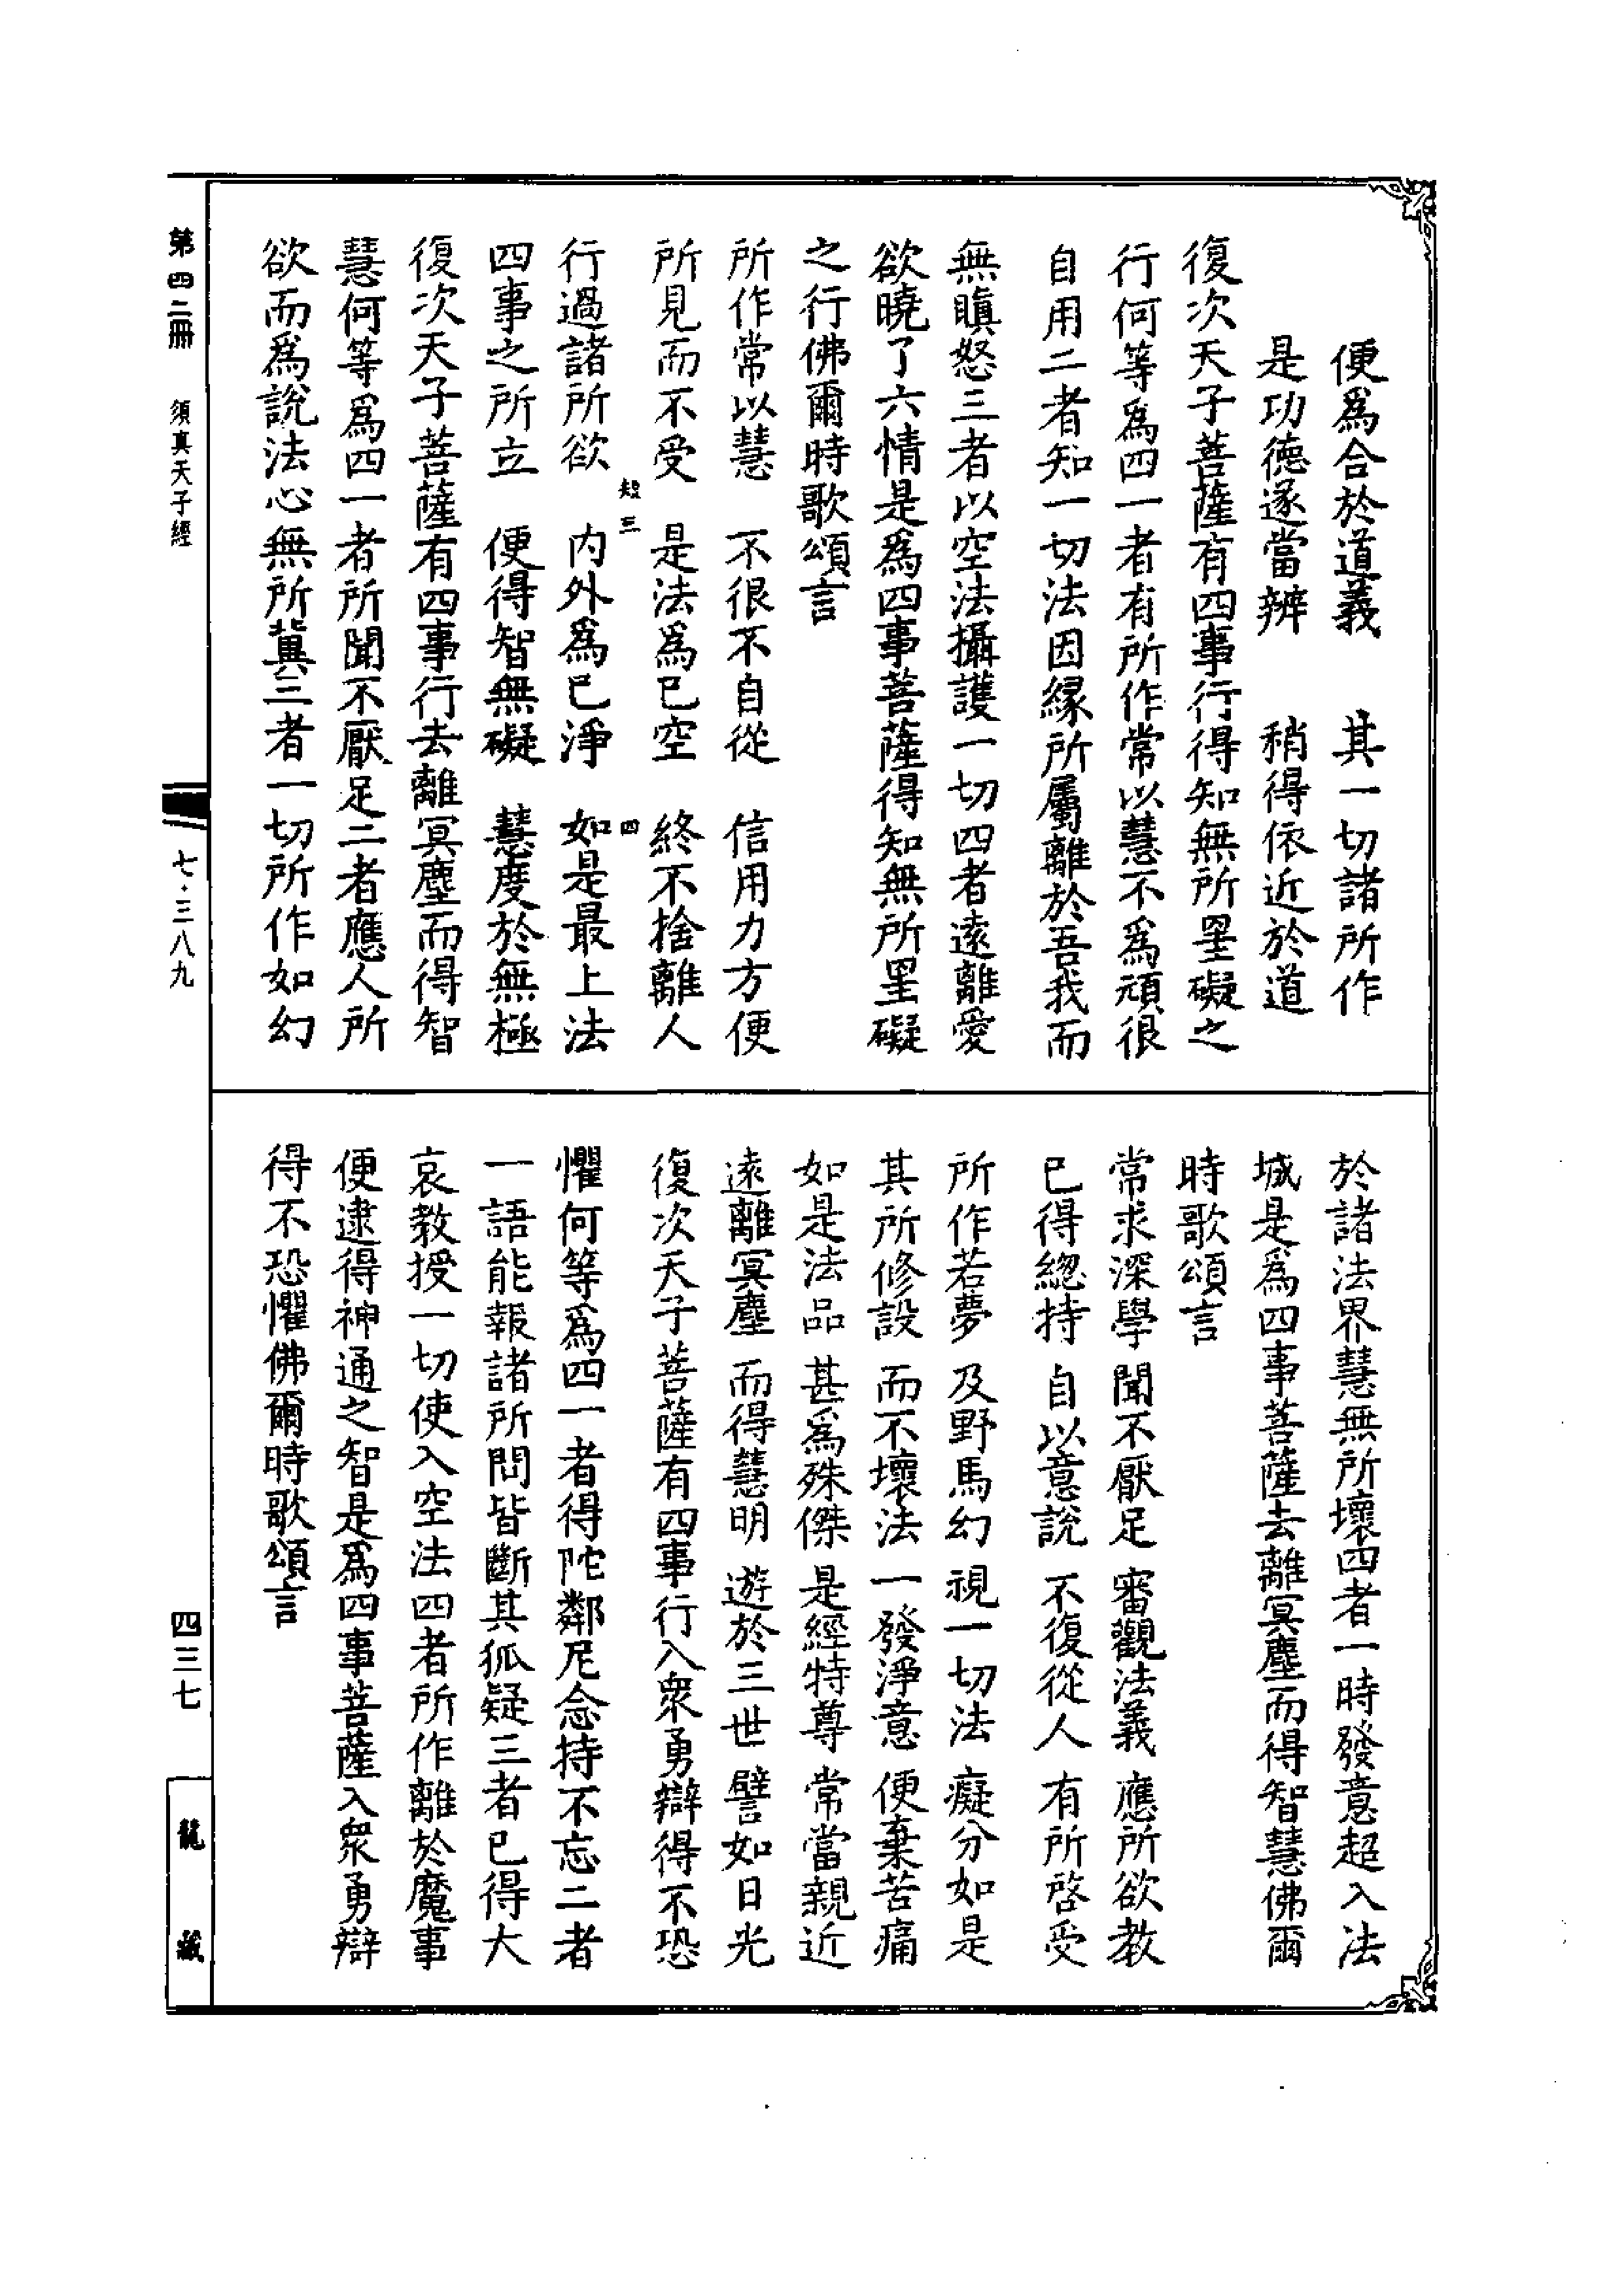 便爲合於道義　其一切諸所作
是功德遂當辨　稍得依近於道
復次天子菩薩有四事行得知無所罣礙之
行何等爲四一者有所作常以慧不爲頑很
自用二者知一切法因緣所屬離於吾我而
無瞋怒三者以空法攝護一切四者遠離愛
欲曉了六情是爲四事菩薩得知無所罣礙
之行佛爾時歌頌言
所作常以慧　不很不自從　信用力方便
所見而不受　是法爲已空　終不捨離人
行過諸所欲　内外爲已淨　如是最上法
四事之所立　便得智無礙　慧度於無極
復次天子菩薩有四事行去離冥塵而得智
慧何等爲四一者所聞不厭足二者應人所
欲而爲說法心無所冀三者一切所作如幻
於諸法界慧無所壞四者一時發意超入法
城是爲四事菩薩去離冥塵而得智慧佛爾
時歌頌言
常求深學　聞不厭足　審觀法義　應所欲教
已得總持　自以意說　不復從人　有所啓受
所作若夢　及野馬幻　視一切法　癡分如是
其所修設　而不壞法　一發淨意　便棄苦痛
如是法品　甚爲殊傑　是經特尊　常當親近
遠離冥塵　而得慧明　遊於三世　譬如日光
復次天子菩薩有四事行入衆勇辯得不恐
懼何等爲四一者得陀鄰尼念持不忘二者
一語能報諸所問皆斷其狐疑三者已得大
哀教授一切使入空法四者所作離於魔事
便逮得神通之智是爲四事菩薩入衆勇辯
得不恐懼佛爾時歌頌言
三
四
第四二冊　須真天子經
七·三八九
四三七
龍藏